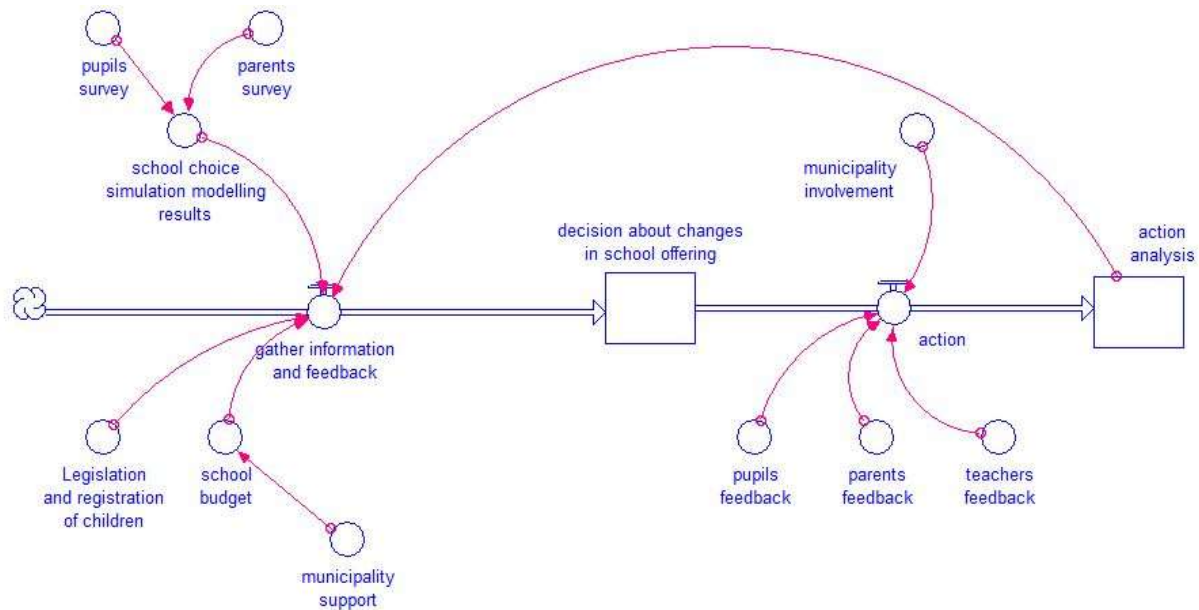 pupils
survey
parents
survey
school choice
simulation modelling
results
municipality
involvement
decision about changes
in school offering
action
analysis
gather information
and feedback
action
Legislation
and registration
of children
school
budget
pupils
feedback
parents
feedback
teachers
feedback
municipality
support